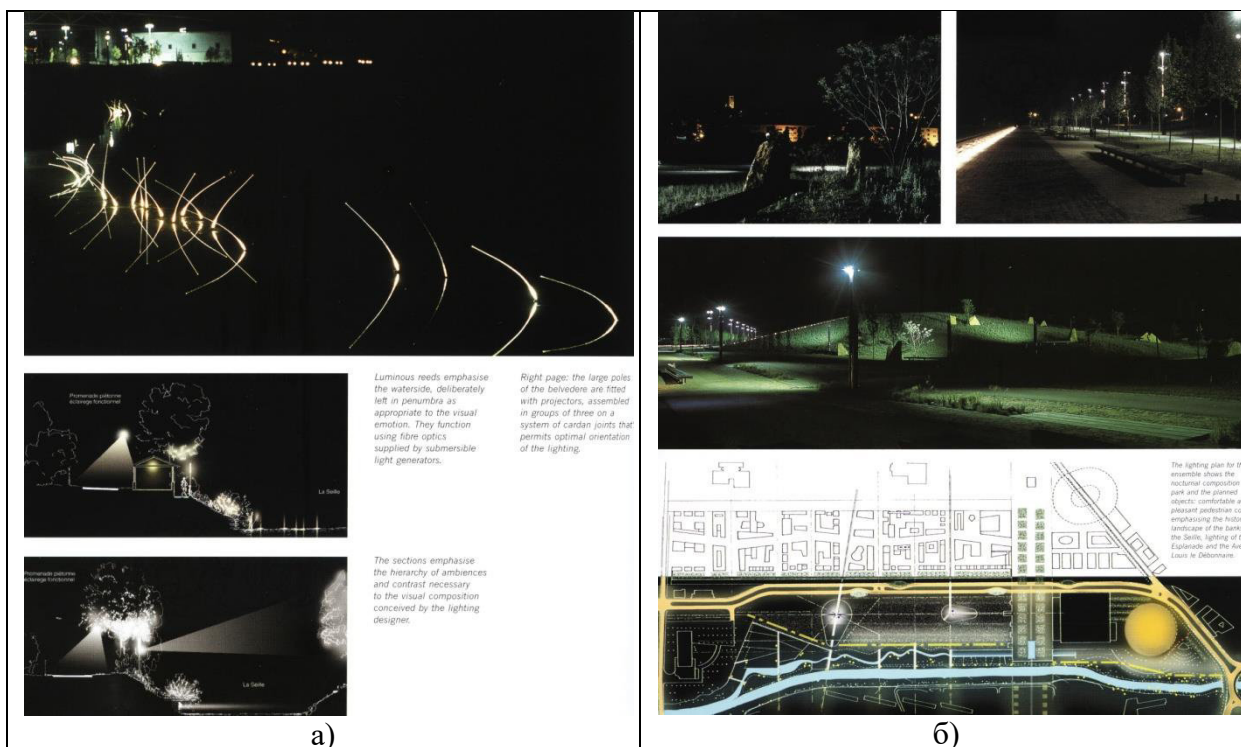 Promenade piétonne
éclairage fonctionnel
La Seille
Promenade piétonne
éclairage fonctionnel
La Seille
Luminous reeds emphasise
the waterside, deliberately
left in penumbra as
appropriate to the visual
emotion. They function
using fibre optics
supplied by submersible
light generators.
Right page: the large poles
of the belvedere are fitted
with projectors, assembled
in groups of three on a
system of cardan joints that
permits optimal orientation
of the lighting.
The sections emphasise
the hierarchy of ambiences
and contrast necessary
to the visual composition
conceived by the lighting
designer.
а)
The lighting plan for th
ensemble shows the
nocturnal composition
park and the planned
objects: comfortable a
pleasant pedestrian co
emphasising the histor
landscape of the bank
the Seille, lighting of t
Esplanade and the Ave
Louis le Débonnaire.
б)